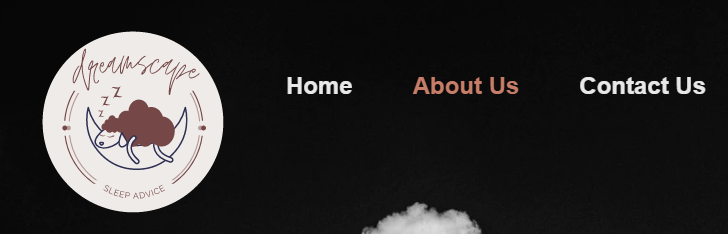 dreamscape
z z z
SLEEP ADVICE
Home About Us Contact Us